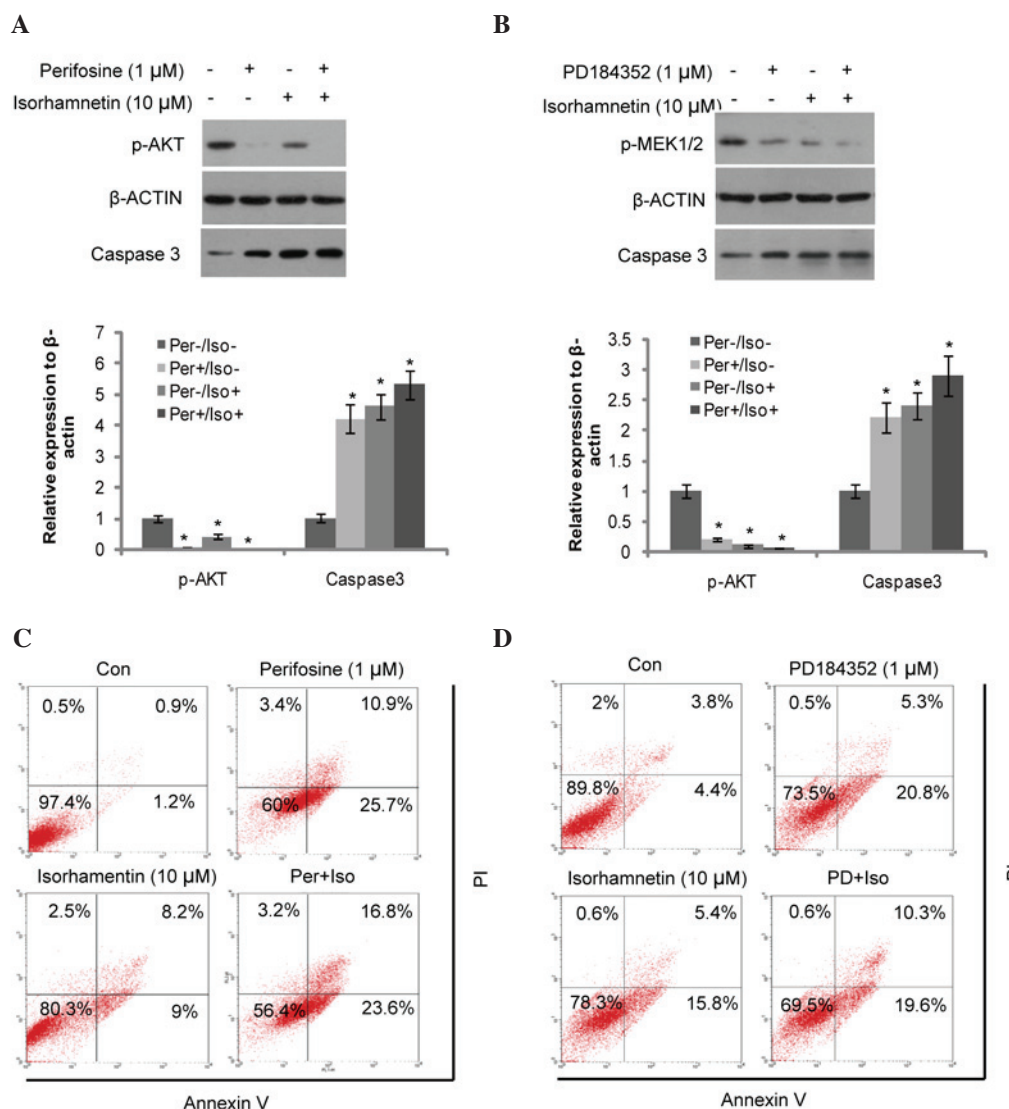 A
Perifosine (1 µM) - + +
Isorhamnetin (10 µM) - - + +
p-AKT
β-ACTIN
Caspase 3
Relative expression to β-
actin
7
6
5
4
3
2
1
0
Per-/Iso-
Per+/Iso-
Per-/Iso+
Per+/Iso+
* * *
* * *
p-AKT Caspase3
B
PD184352 (1 µM) - + - +
Isorhamnetin (10 µM) - - + +
p-MEK1/2
β-ACTIN
Caspase 3
Relative expression to β-
actin
3.5
3
2.5
2
1.5
1
0.5
0
Per-/Iso-
Per+/Iso-
Per-/Iso+
Per+/Iso+
* * *
* * *
p-AKT Caspase3
C
Con
0.5% 0.9%
97.4% 1.2%
Perifosine (1 µM)
3.4% 10.9%
60% 25.7%
Isorhamentin (10 µM)
2.5% 8.2%
80.3% 9%
Per+Iso
3.2% 16.8%
56.4% 23.6%
PI
Annexin V
D
Con
2% 3.8%
89.8% 4.4%
PD184352 (1 µM)
0.5% 5.3%
73.5% 20.8%
Isorhamnetin (10 µM)
0.6% 5.4%
78.3% 15.8%
PD+Iso
0.6% 10.3%
69.5% 19.6%
Annexin V